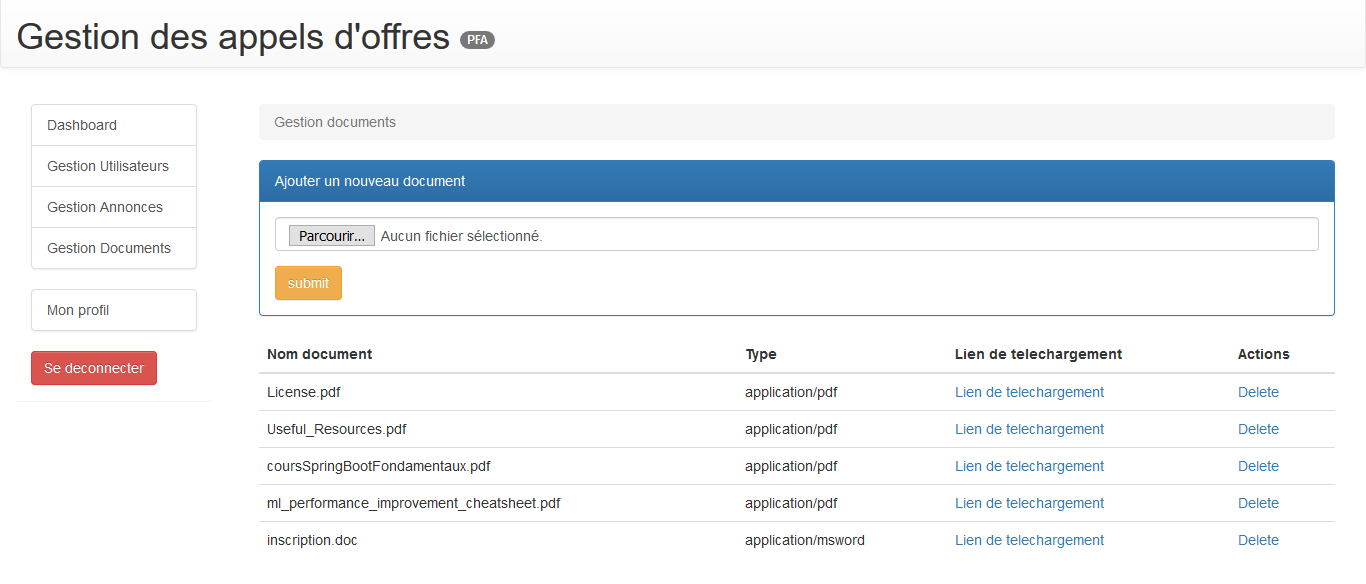 Gestion des appels d'offres PFA
Dashboard
Gestion Utilisateurs
Gestion Annonces
Gestion Documents
Mon profil
Se deconnecter
Gestion documents
Ajouter un nouveau document
Parcourir... Aucun fichier sélectionné.
submit
Nom document Type Lien de telechargement Actions
License.pdf application/pdf Lien de telechargement Delete
Useful_Resources.pdf application/pdf Lien de telechargement Delete
coursSpringBootFondamentaux.pdf application/pdf Lien de telechargement Delete
ml_performance_improvement_cheatsheet.pdf application/pdf Lien de telechargement Delete
inscription.doc application/msword Lien de telechargement Delete